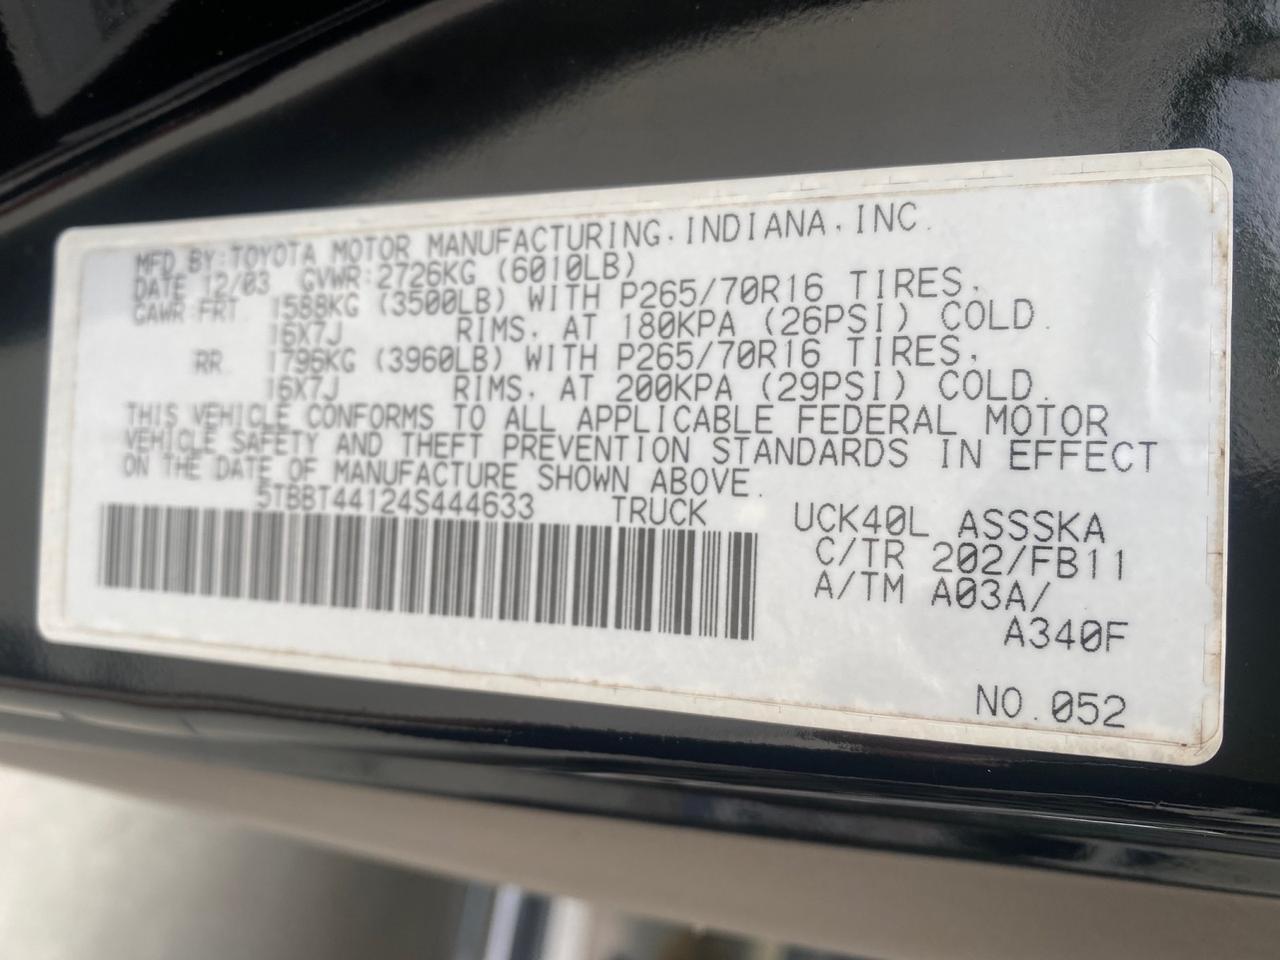 MFD. BY: TOYOTA MOTOR MANUFACTURING, INDIANA, INC.
DATE 12/03 GVWR: 2726KG (6010LB)
GAWR: FRT. 1588KG (3500LB) WITH P265/70R16 TIRES,
16X7J RIMS, AT 180KPA (26PSI) COLD.
RR. 1796KG (3960LB) WITH P265/70R16 TIRES,
16X7J RIMS, AT 200KPA (29PSI) COLD.
THIS VEHICLE CONFORMS TO ALL APPLICABLE FEDERAL MOTOR
VEHICLE SAFETY AND THEFT PREVENTION STANDARDS IN EFFECT
ON THE DATE OF MANUFACTURE SHOWN ABOVE.
5TBBT44124S444633 TRUCK UCK40L ASSSKA
C/TR 202/FB11
A/TM A03A/
A340F
NO. 052